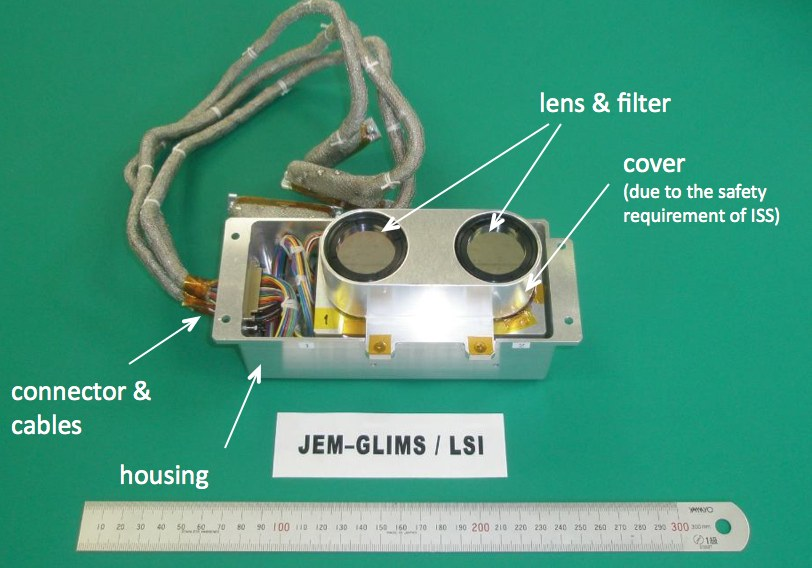 lens & filter
cover
(due to the safety
requirement of ISS)
connector &
cables
housing
JEM-GLIMS / LSI
10 20 30 40 50 60 70 80 90 100 110 120 130 140 150 160 170 180 190 200 210 220 230 240 250 260 270 280 290 300